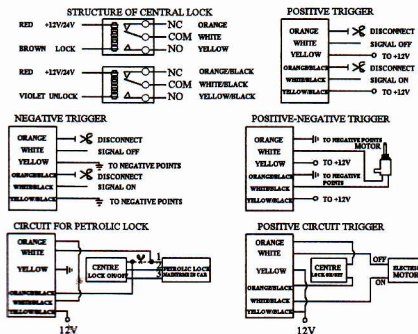 STRUCTURE OF CENTRAL LOCK
RED +12V/24V
BROWN LOCK
NC ORANGE
COM WHITE
NO YELLOW
RED +12V/24V
VIOLET UNLOCK
NC ORANGE/BLACK
COM WHITE/BLACK
NO YELLOW/BLACK
POSITIVE TRIGGER
ORANGE DISCONNECT
WHITE SIGNAL OFF
YELLOW TO +12V
ORANGE/BLACK DISCONNECT
WHITE/BLACK SIGNAL ON
YELLOW/BLACK TO +12V
NEGATIVE TRIGGER
ORANGE DISCONNECT
WHITE SIGNAL OFF
YELLOW TO NEGATIVE POINTS
ORANGE/BLACK DISCONNECT
WHITE/BLACK SIGNAL ON
YELLOW/BLACK TO NEGATIVE POINTS
POSITIVE-NEGATIVE TRIGGER
ORANGE TO NEGATIVE POINTS
MOTOR
WHITE
YELLOW TO +12V
ORANGE/BLACK TO NEGATIVE
POINTS
WHITE/BLACK
YELLOW/BLACK TO +12V
CIRCUIT FOR PETROLIC LOCK
ORANGE
WHITE
YELLOW
ORANGE/BLACK
WHITE/BLACK
YELLOW/BLACK
12V
CENTRE
LOCK ON/OFF
PETROLIC LOCK
IN CAR
POSITIVE CIRCUIT TRIGGER
ORANGE
WHITE
YELLOW
ORANGE/BLACK
WHITE/BLACK
YELLOW/BLACK
12V
CENTRE
LOCK ON/OFF
OFF
ON
ELECTRIC
MOTOR